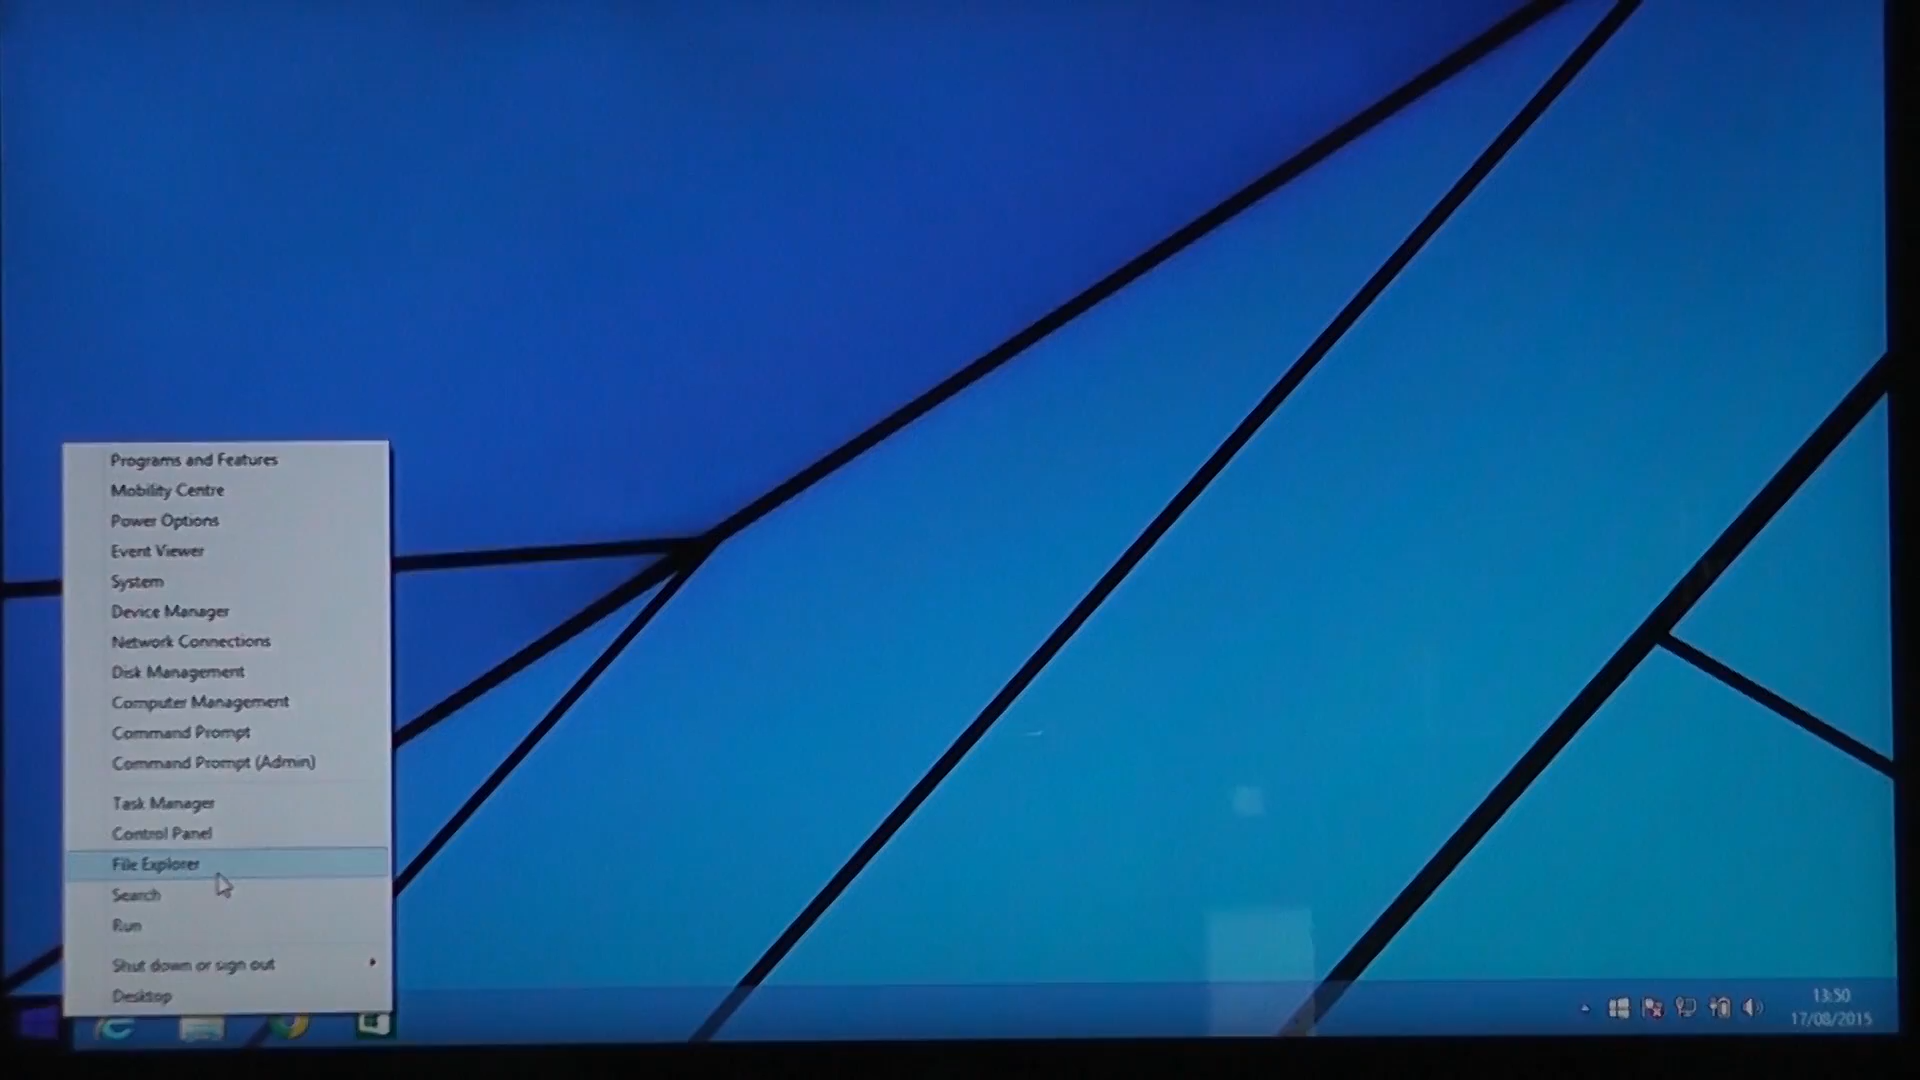 Programs and Features
Mobility Centre
Power Options
Event Viewer
System
Device Manager
Network Connections
Disk Management
Computer Management
Command Prompt
Command Prompt (Admin)
Task Manager
Control Panel
File Explorer
Search
Run
Shut down or sign out
Desktop
13:50
17/08/2015